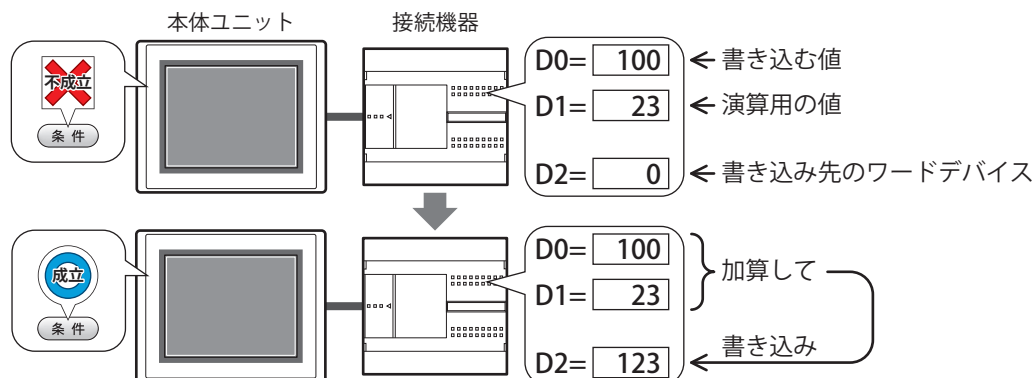 本体ユニット
接続機器
不成立
条件
D0= 100
書き込む値
D1= 23
演算用の値
D2= 0
書き込み先のワードデバイス
成立
条件
D0= 100
D1= 23
加算して
D2= 123
書き込み